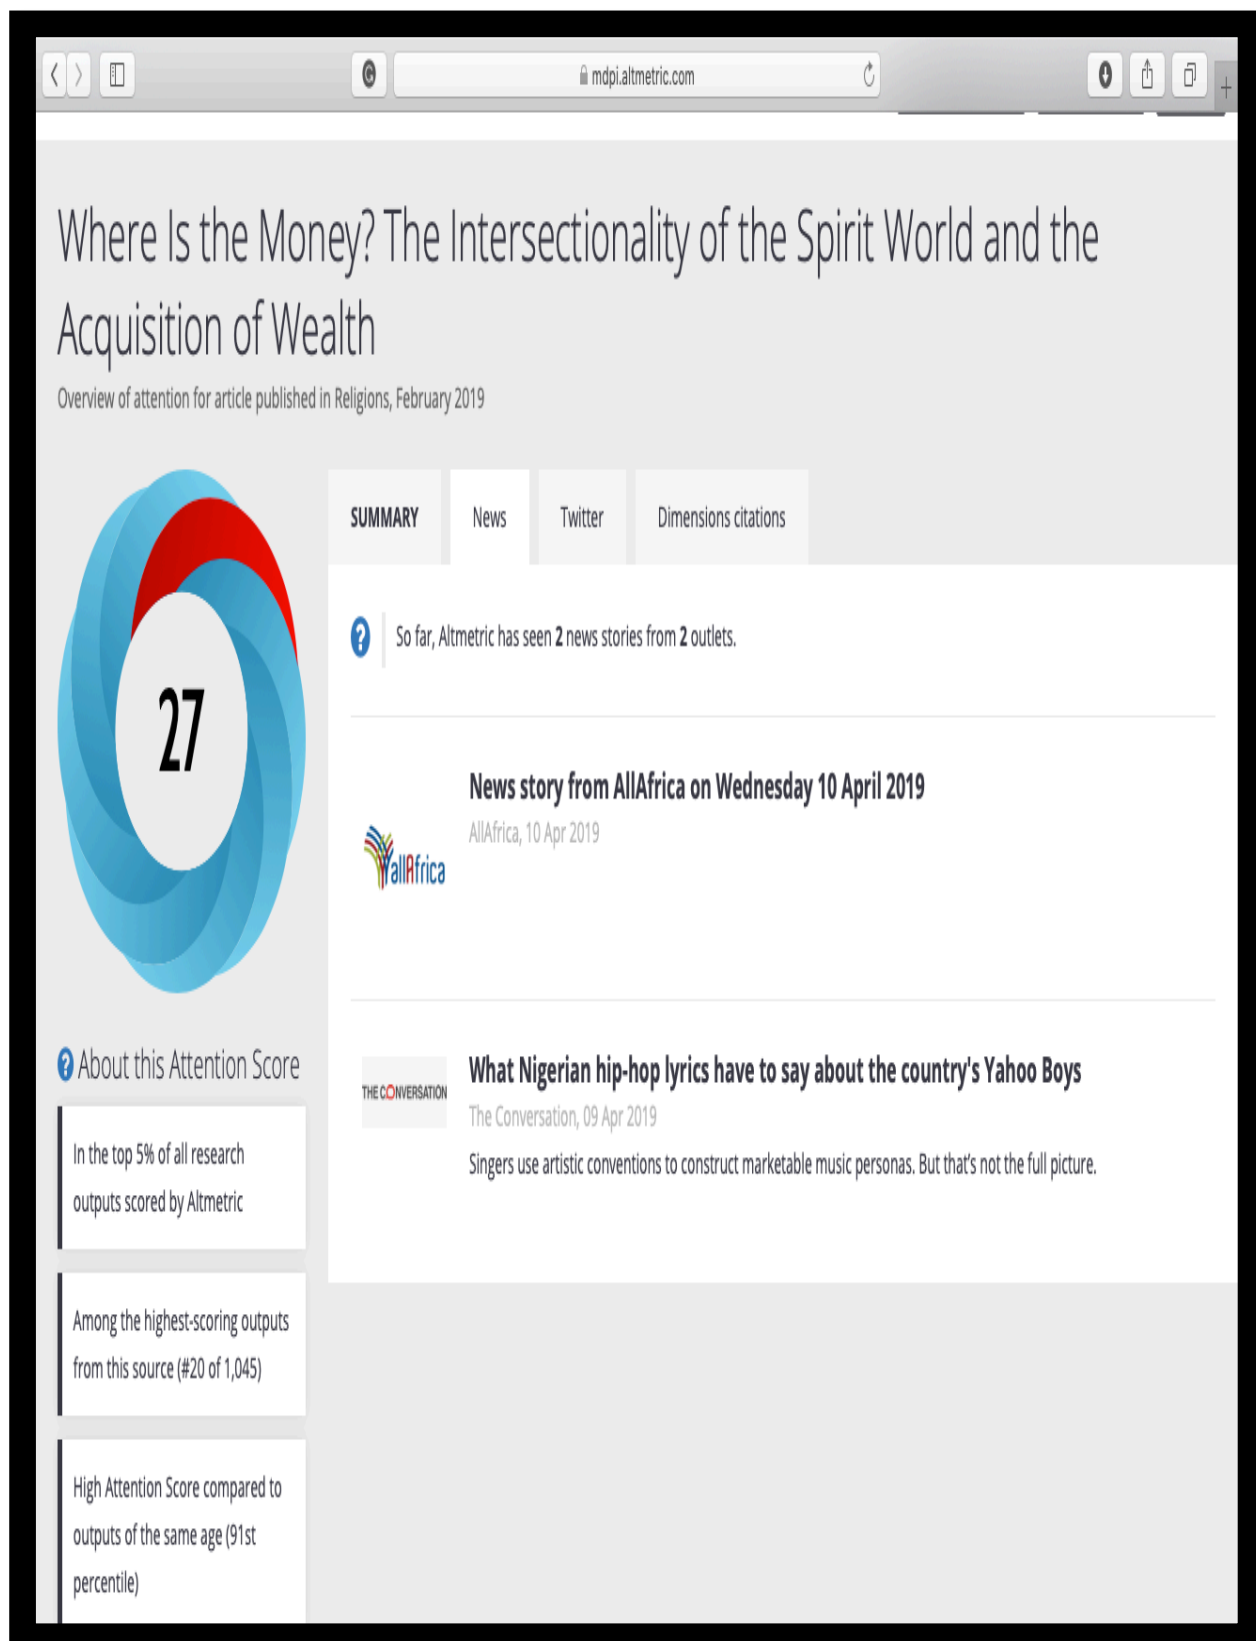 mdpi.altmetric.com
Where Is the Money? The Intersectionality of the Spirit World and the
Acquisition of Wealth
Overview of attention for article published in Religions, February 2019
27
SUMMARY
News
Twitter
Dimensions citations
So far, Altmetric has seen 2 news stories from 2 outlets.
News story from AllAfrica on Wednesday 10 April 2019
AllAfrica, 10 Apr 2019
allAfrica
What Nigerian hip-hop lyrics have to say about the country's Yahoo Boys
THE CONVERSATION
The Conversation, 09 Apr 2019
Singers use artistic conventions to construct marketable music personas. But that's not the full picture.
? About this Attention Score
In the top 5% of all research
outputs scored by Altmetric
Among the highest-scoring outputs
from this source (#20 of 1,045)
High Attention Score compared to
outputs of the same age (91st
percentile)